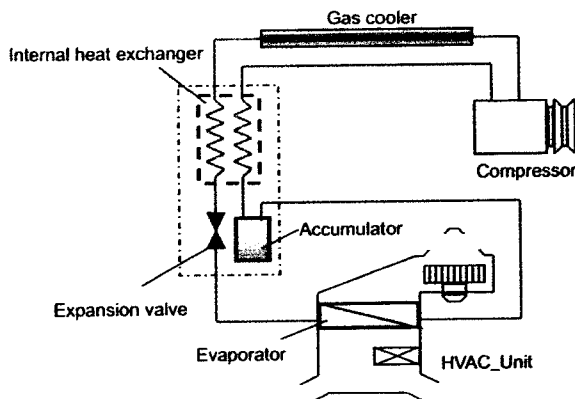 Gas cooler
Internal heat exchanger
Compressor
Accumulator
Expansion valve
Evaporator
HVAC_Unit